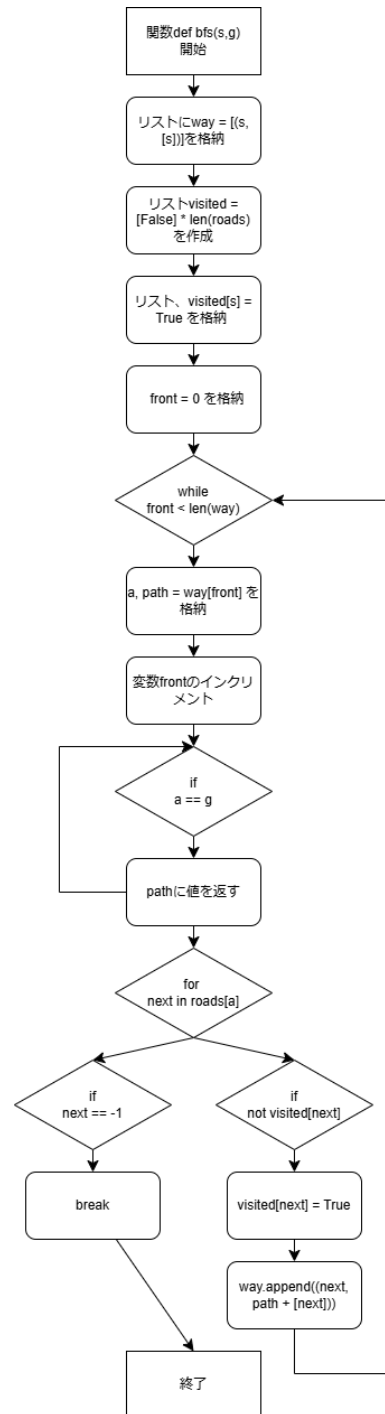 関数def bfs(s,g)
開始
リストにway = [(s,
[s])]を格納
リストvisited =
[False] * len(roads)
を作成
リスト、visited[s] =
True を格納
front = 0 を格納
while
front < len(way)
a, path = way[front] を
格納
変数frontのインクリ
メント
if
a == g
pathに値を返す
for
next in roads[a]
if
next == -1
if
not visited[next]
break
visited[next] = True
way.append((next,
path + [next]))
終了